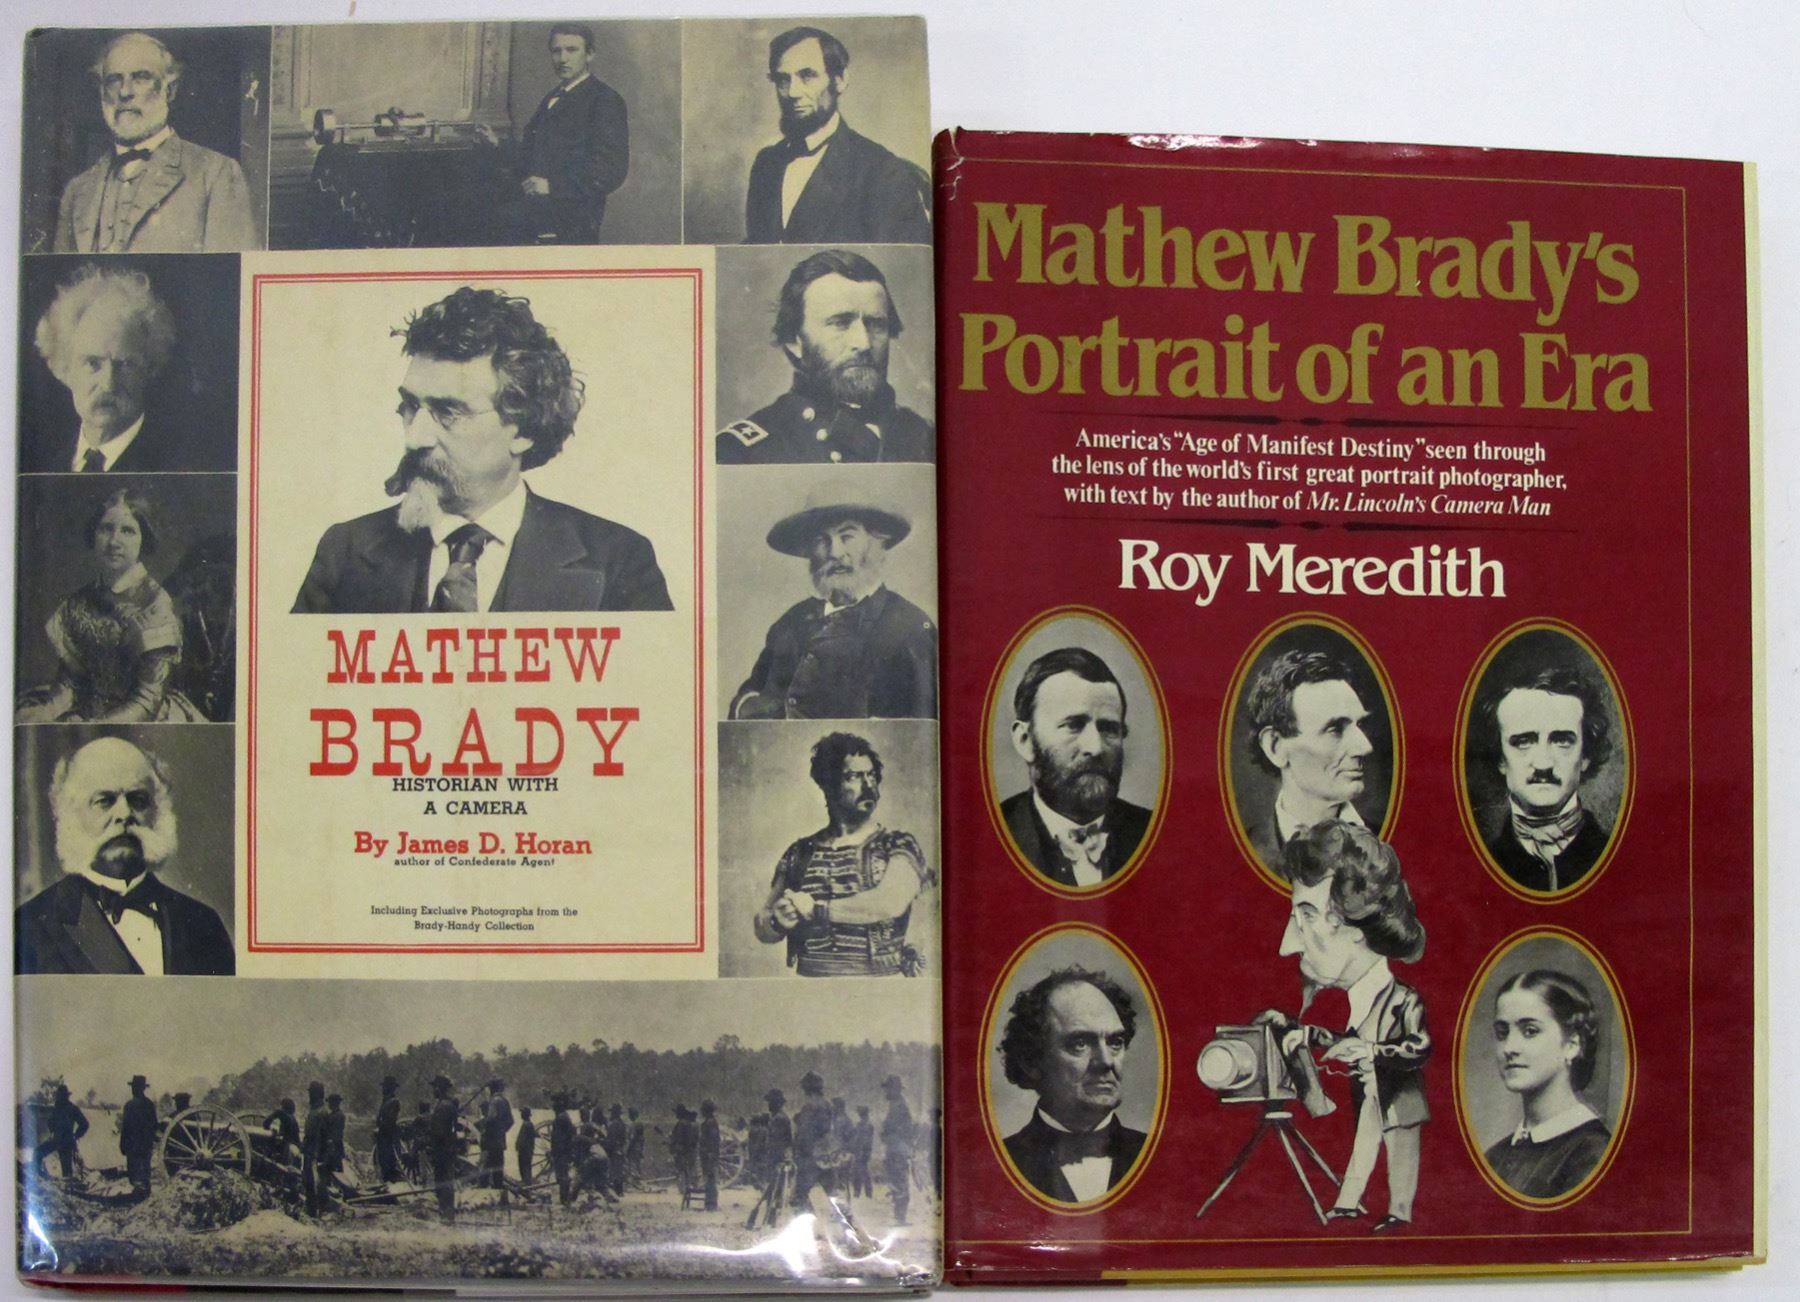 MATHEW
BRADY
HISTORIAN WITH
A CAMERA
By James D. Horan
author of Confederate Agent
Including Exclusive Photographs from the
Brady-Handy Collection
Mathew Brady's
Portrait of an Era
America's "Age of Manifest Destiny" seen through
the lens of the world's first great portrait photographer,
with text by the author of Mr. Lincoln's Camera Man
Roy Meredith